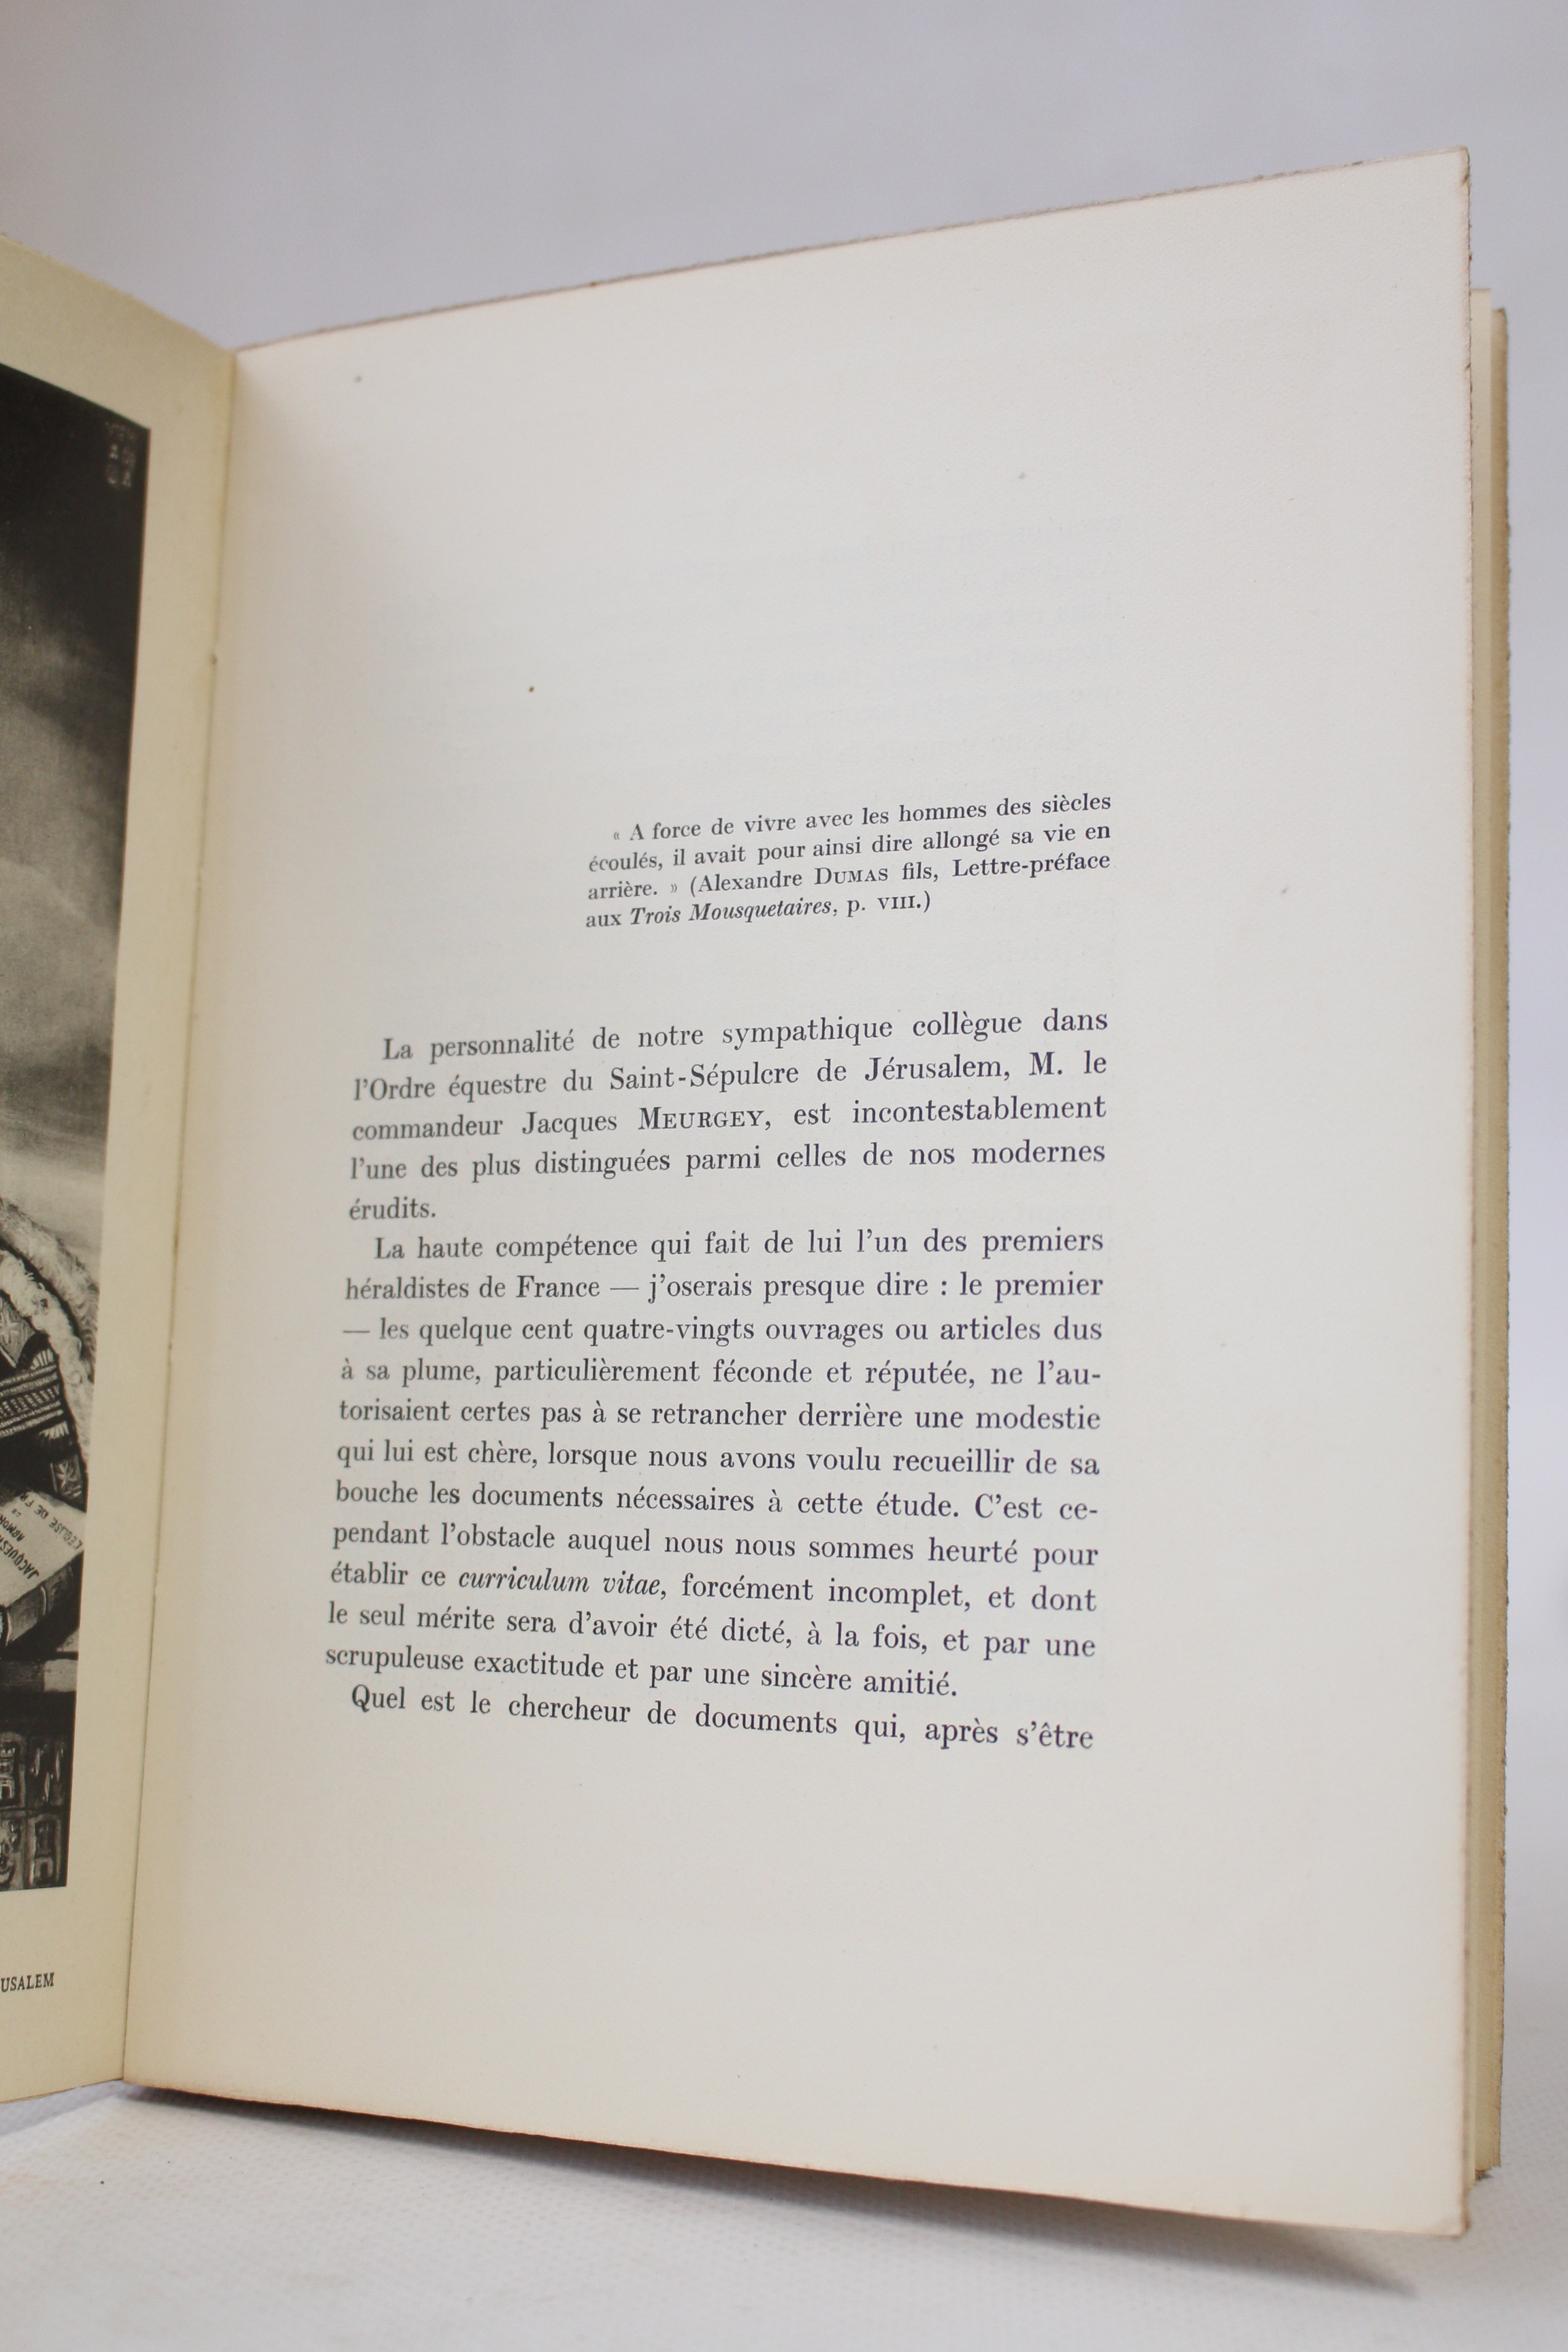 USALEM
« A force de vivre avec les hommes des siècles
écoulés, il avait pour ainsi dire allongé sa vie en
arrière. » (Alexandre DUMAS fils, Lettre-préface
aux Trois Mousquetaires, p. VIII.)
La personnalité de notre sympathique collègue dans
l'Ordre équestre du Saint-Sépulcre de Jérusalem, M. le
commandeur Jacques MEURGEY, est incontestablement
l'une des plus distinguées parmi celles de nos modernes
érudits.
La haute compétence qui fait de lui l'un des premiers
héraldistes de France — j'oserais presque dire : le premier
— les quelque cent quatre-vingts ouvrages ou articles dus
à sa plume, particulièrement féconde et réputée, ne l'au-
torisaient certes pas à se retrancher derrière une modestie
qui lui est chère, lorsque nous avons voulu recueillir de sa
bouche les documents nécessaires à cette étude. C'est ce-
pendant l'obstacle auquel nous nous sommes heurté pour
établir ce curriculum vitae, forcément incomplet, et dont
le seul mérite sera d'avoir été dicté, à la fois, et par une
scrupuleuse exactitude et par une sincère amitié.
Quel est le chercheur de documents qui, après s'être